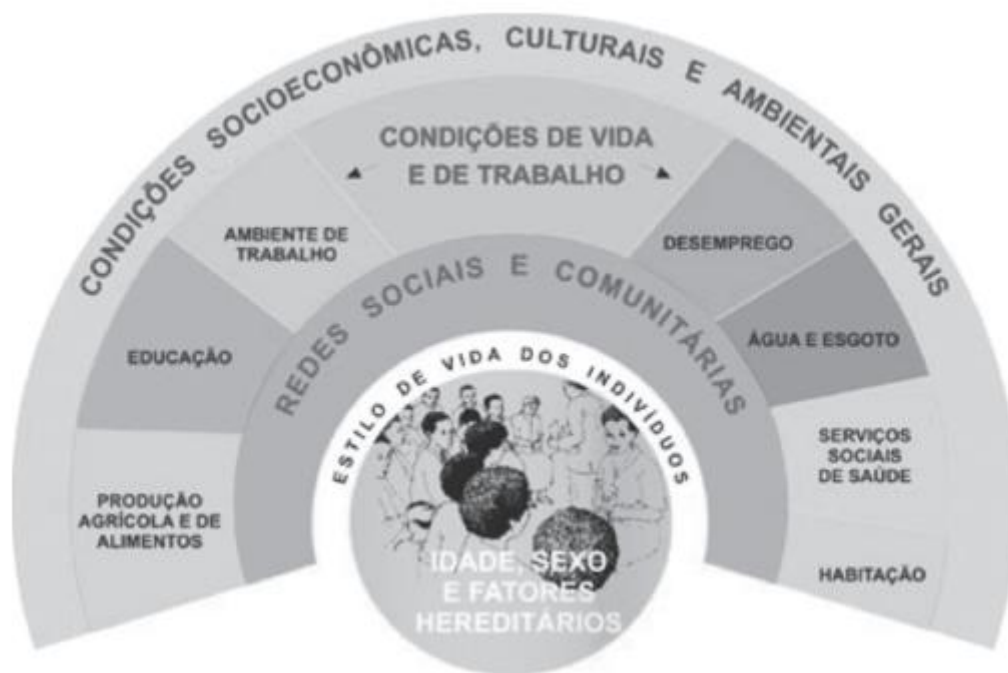 CONDIÇÕES SOCIOECONÔMICAS, CULTURAIS E AMBIENTAIS GERAIS
CONDIÇÕES DE VIDA
E DE TRABALHO
AMBIENTE DE
TRABALHO
DESEMPREGO
REDES SOCIAIS E COMUNITÁRIAS
EDUCAÇÃO
ÁGUA E ESGOTO
ESTILO DE VIDA DOS INDIVÍDUOS
SERVIÇOS
SOCIAIS
DE SAÚDE
PRODUÇÃO
AGRÍCOLA E DE
ALIMENTOS
HABITAÇÃO
IDADE, SEXO
E FATORES
HEREDITÁRIOS